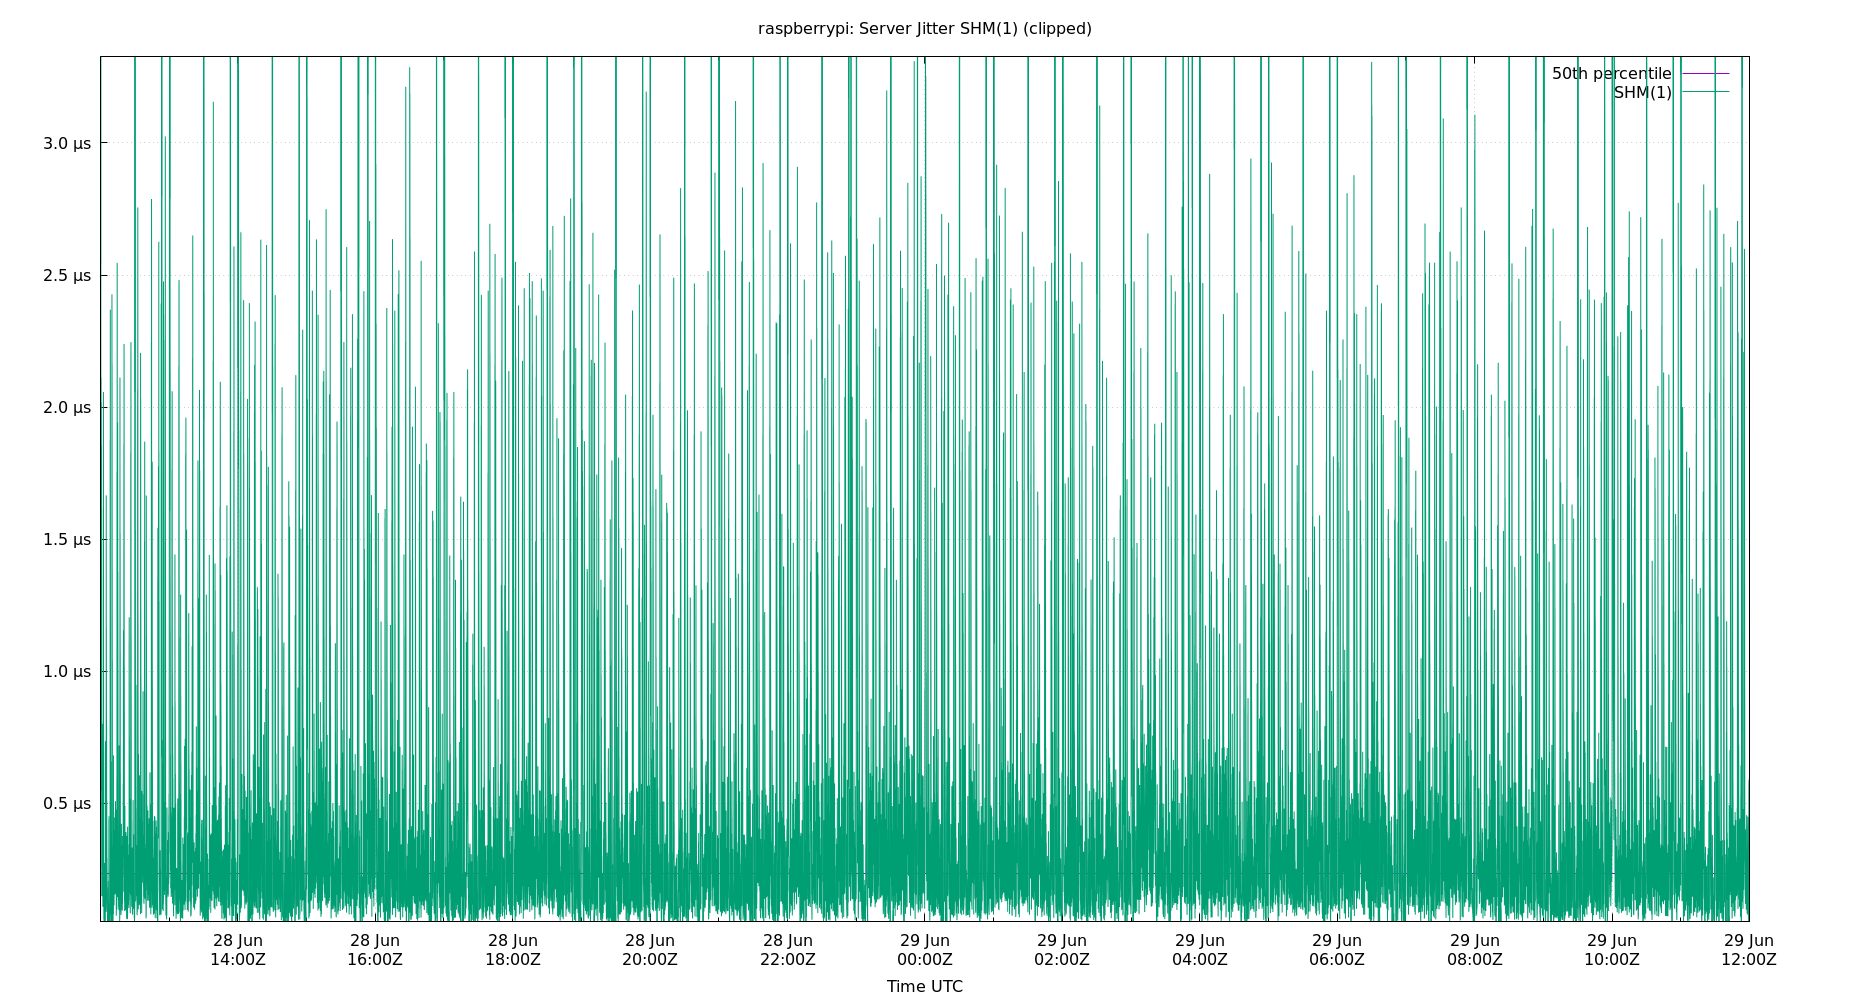 raspberrypi: Server Jitter SHM(1) (clipped)
50th percentile
SHM(1)
3.0 µs
2.5 µs
2.0 µs
1.5 µs
1.0 µs
0.5 µs
28 Jun 28 Jun 28 Jun 28 Jun 28 Jun 29 Jun 29 Jun 29 Jun 29 Jun 29 Jun 29 Jun 29 Jun
14:00Z 16:00Z 18:00Z 20:00Z 22:00Z 00:00Z 02:00Z 04:00Z 06:00Z 08:00Z 10:00Z 12:00Z
Time UTC